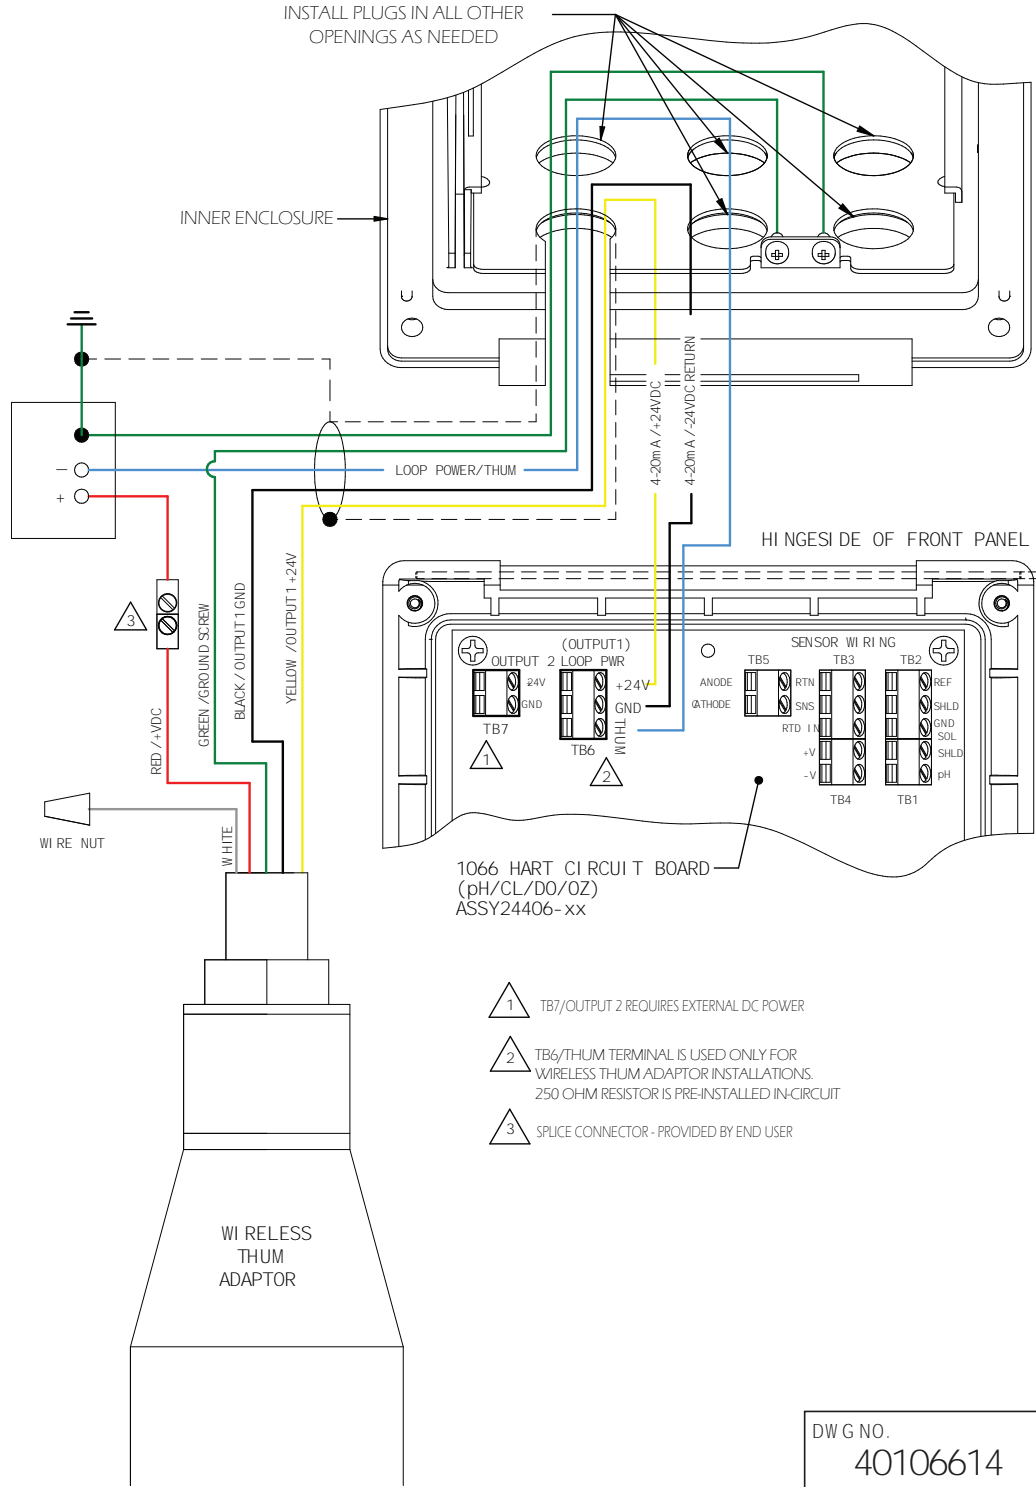 INSTALL PLUGS IN ALL OTHER
OPENINGS AS NEEDED
INNER ENCLOSURE
−
+
LOOP POWER/THUM
4-20mA/+24VDC
4-20mA/-24VDC RETURN
HINGESIDE OF FRONT PANEL
3
RED/+VDC
GREEN/GROUND SCREW
BLACK/OUTPUT 1 GND
YELLOW/OUTPUT 1 +24V
WHITE
WIRE NUT
(OUTPUT1)
OUTPUT 2 LOOP PWR
24V
GND
TB7
1
+24V
GND
THUM
TB6
2
SENSOR WIRING
TB5
TB3
TB2
ANODE
CATHODE
RTN
SNS
RTD IN
+V
-V
TB4
REF
SHLD
GND
SOL
SHLD
pH
TB1
1066 HART CIRCUIT BOARD
(pH/CL/DO/OZ)
ASSY24406-xx
1 TB7/OUTPUT 2 REQUIRES EXTERNAL DC POWER
2 TB6/THUM TERMINAL IS USED ONLY FOR
WIRELESS THUM ADAPTOR INSTALLATIONS.
250 OHM RESISTOR IS PRE-INSTALLED IN-CIRCUIT
3 SPLICE CONNECTOR - PROVIDED BY END USER
WIRELESS
THUM
ADAPTOR
DWG NO.
40106614